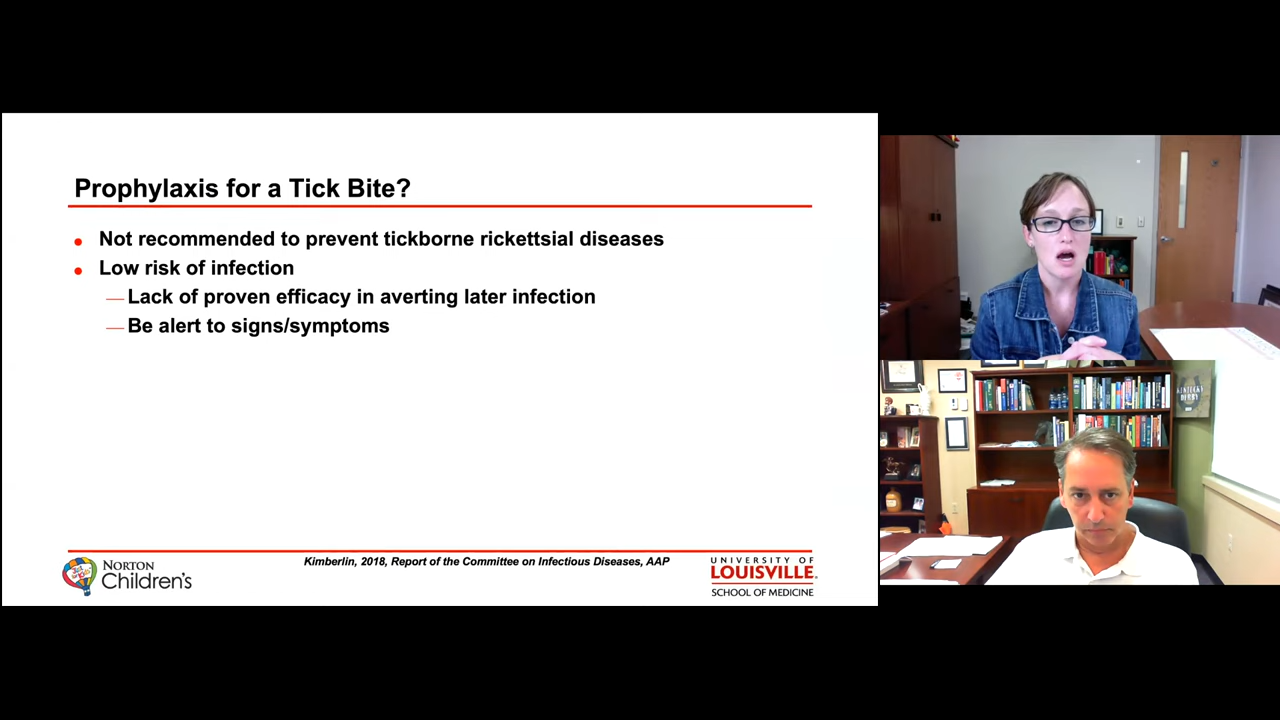 Prophylaxis for a Tick Bite?
● Not recommended to prevent tickborne rickettsial diseases
● Low risk of infection
—Lack of proven efficacy in averting later infection
—Be alert to signs/symptoms
Kimberlin, 2018, Report of the Committee on Infectious Diseases, AAP
NORTON
Children's
UNIVERSITY OF
LOUISVILLE.
SCHOOL OF MEDICINE
KENTUCKY
DERBY